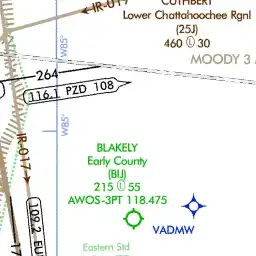 CUTHBERT
IR-017
Lower Chattahoochee Rgnl
(25J)
460 Ⓛ 30
MOODY 3
W85°
264
116.1 PZD 108
W85°
IR-017
BLAKELY
Early County
(BIJ)
215 Ⓛ 55
AWOS-3PT 118.475
VADMW
109.2 EU
Eastern Std